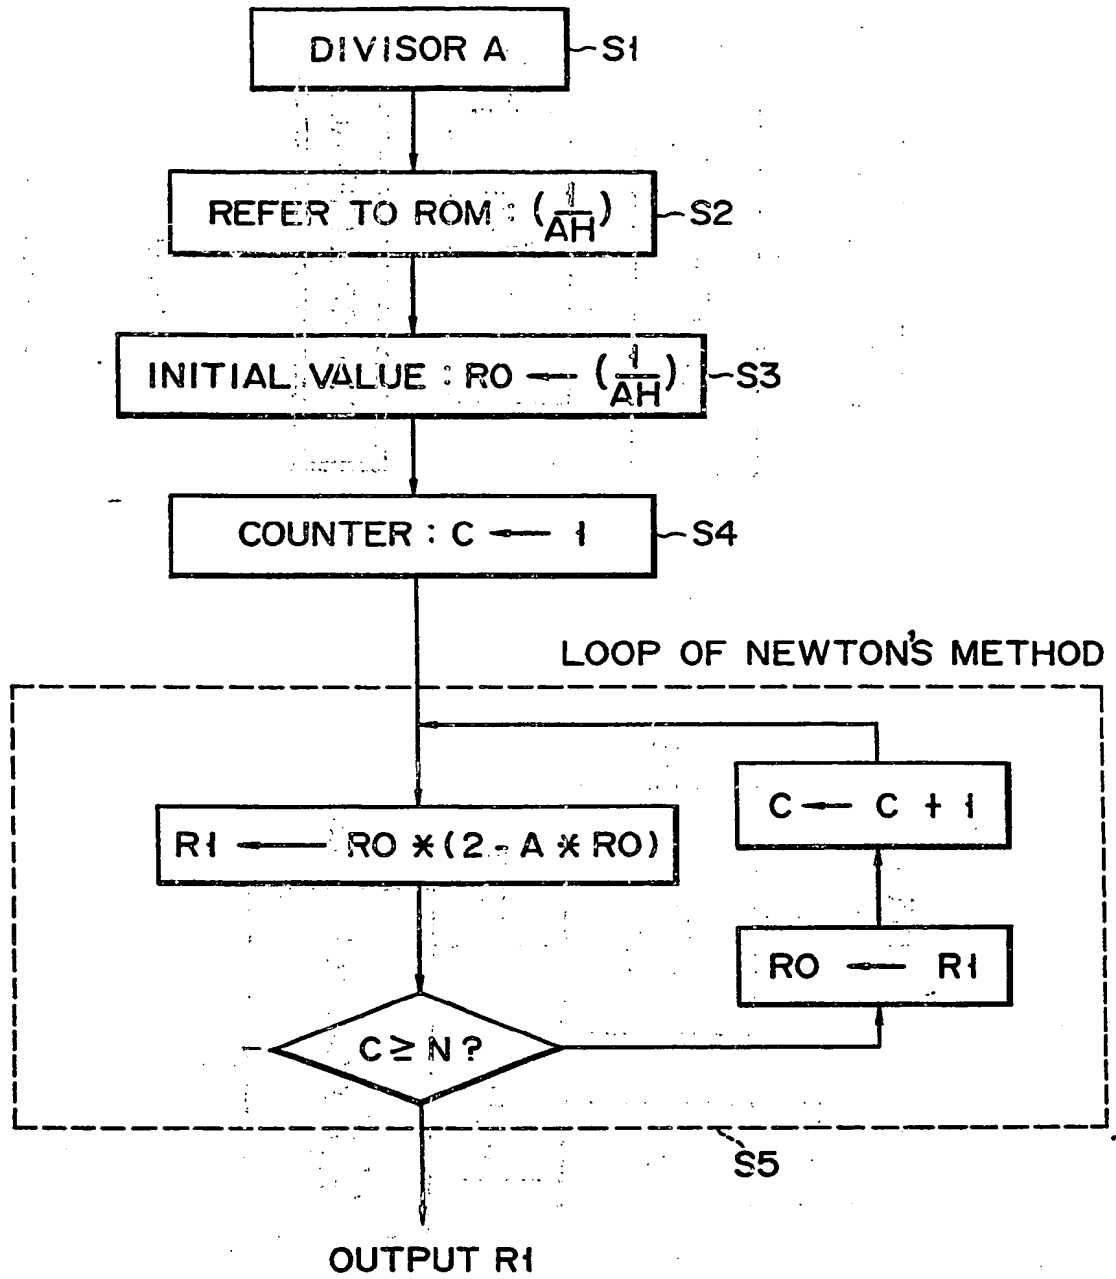 DIVISOR A
S1
REFER TO ROM : (1/AH)
S2
INITIAL VALUE : R0 ← (1/AH)
S3
COUNTER : C ← 1
S4
LOOP OF NEWTON'S METHOD
C ← C + 1
R1 ← R0 * (2 - A * R0)
R0 ← R1
C ≥ N ?
S5
OUTPUT R1